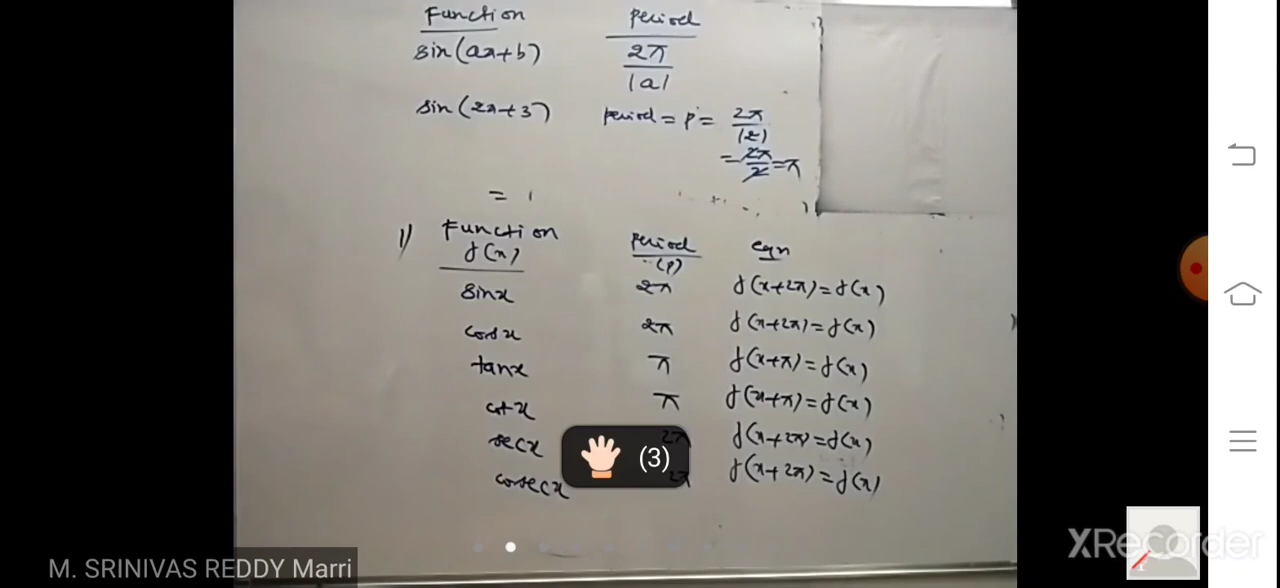 Function period
sin(ax+b) 2π/|a|
sin(2x+3) period = p = 2π/|2|
= 2π/2 = π
=
1) Function f(x) period (p) eqn
sinx 2π f(x+2π)=f(x)
cosx 2π f(x+2π)=f(x)
tanx π f(x+π)=f(x)
cotx π f(x+π)=f(x)
secx 2π f(x+2π)=f(x)
cosecx 2π f(x+2π)=f(x)
(3)
M. SRINIVAS REDDY Marri
XRecorder